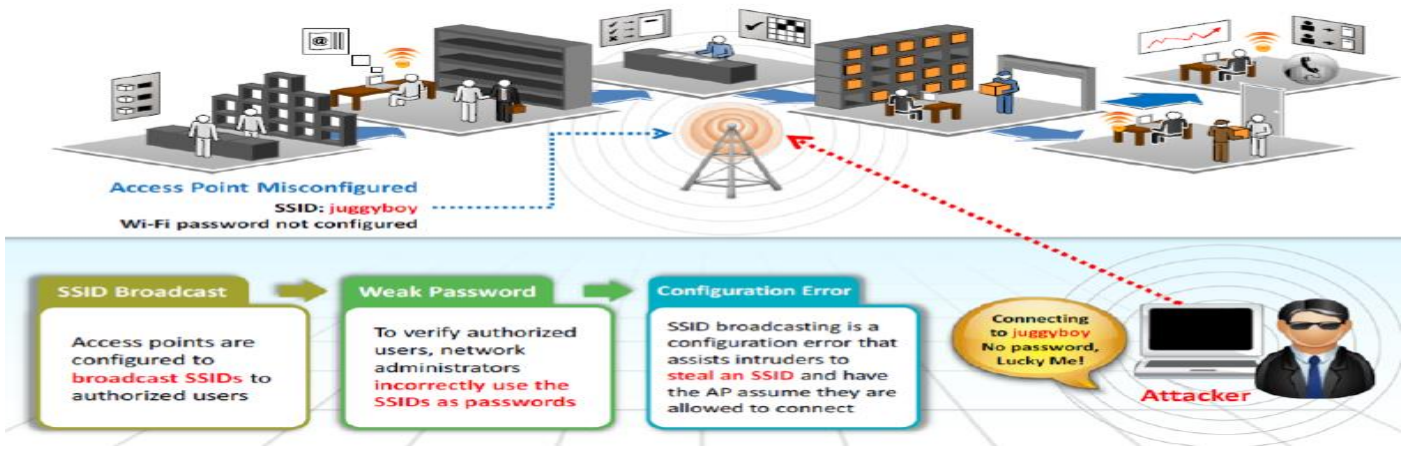 @
Access Point Misconfigured
SSID: juggyboy
Wi-Fi password not configured
SSID Broadcast
Access points are
configured to
broadcast SSIDs to
authorized users
Weak Password
To verify authorized
users, network
administrators
incorrectly use the
SSIDs as passwords
Configuration Error
SSID broadcasting is a
configuration error that
assists intruders to
steal an SSID and have
the AP assume they are
allowed to connect
Connecting
to juggyboy
No password,
Lucky Me!
Attacker